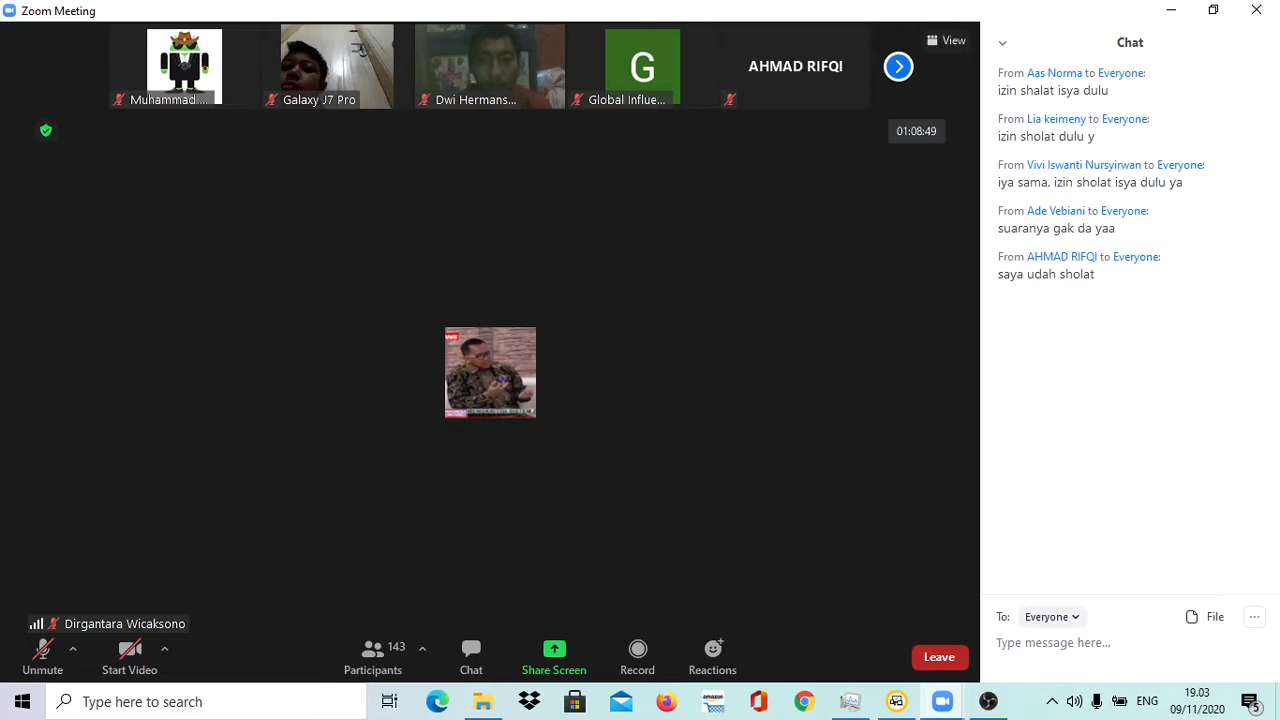 Zoom Meeting
Muhammad ...
Galaxy J7 Pro
Dwi Hermans...
G
Global Influe...
AHMAD RIFQI
View
01:08:49
Dirgantara Wicaksono
Unmute
Start Video
143
Participants
Chat
Share Screen
Record
Reactions
Leave
Chat
From Aas Norma to Everyone:
izin shalat isya dulu
From Lia keimeny to Everyone:
izin sholat dulu y
From Vivi Iswanti Nursyirwan to Everyone:
iya sama, izin sholat isya dulu ya
From Ade Vebiani to Everyone:
suaranya gak da yaa
From AHMAD RIFQI to Everyone:
saya udah sholat
To: Everyone File
Type message here...
Type here to search
amazon
ENG
19.03
09/11/2020
5